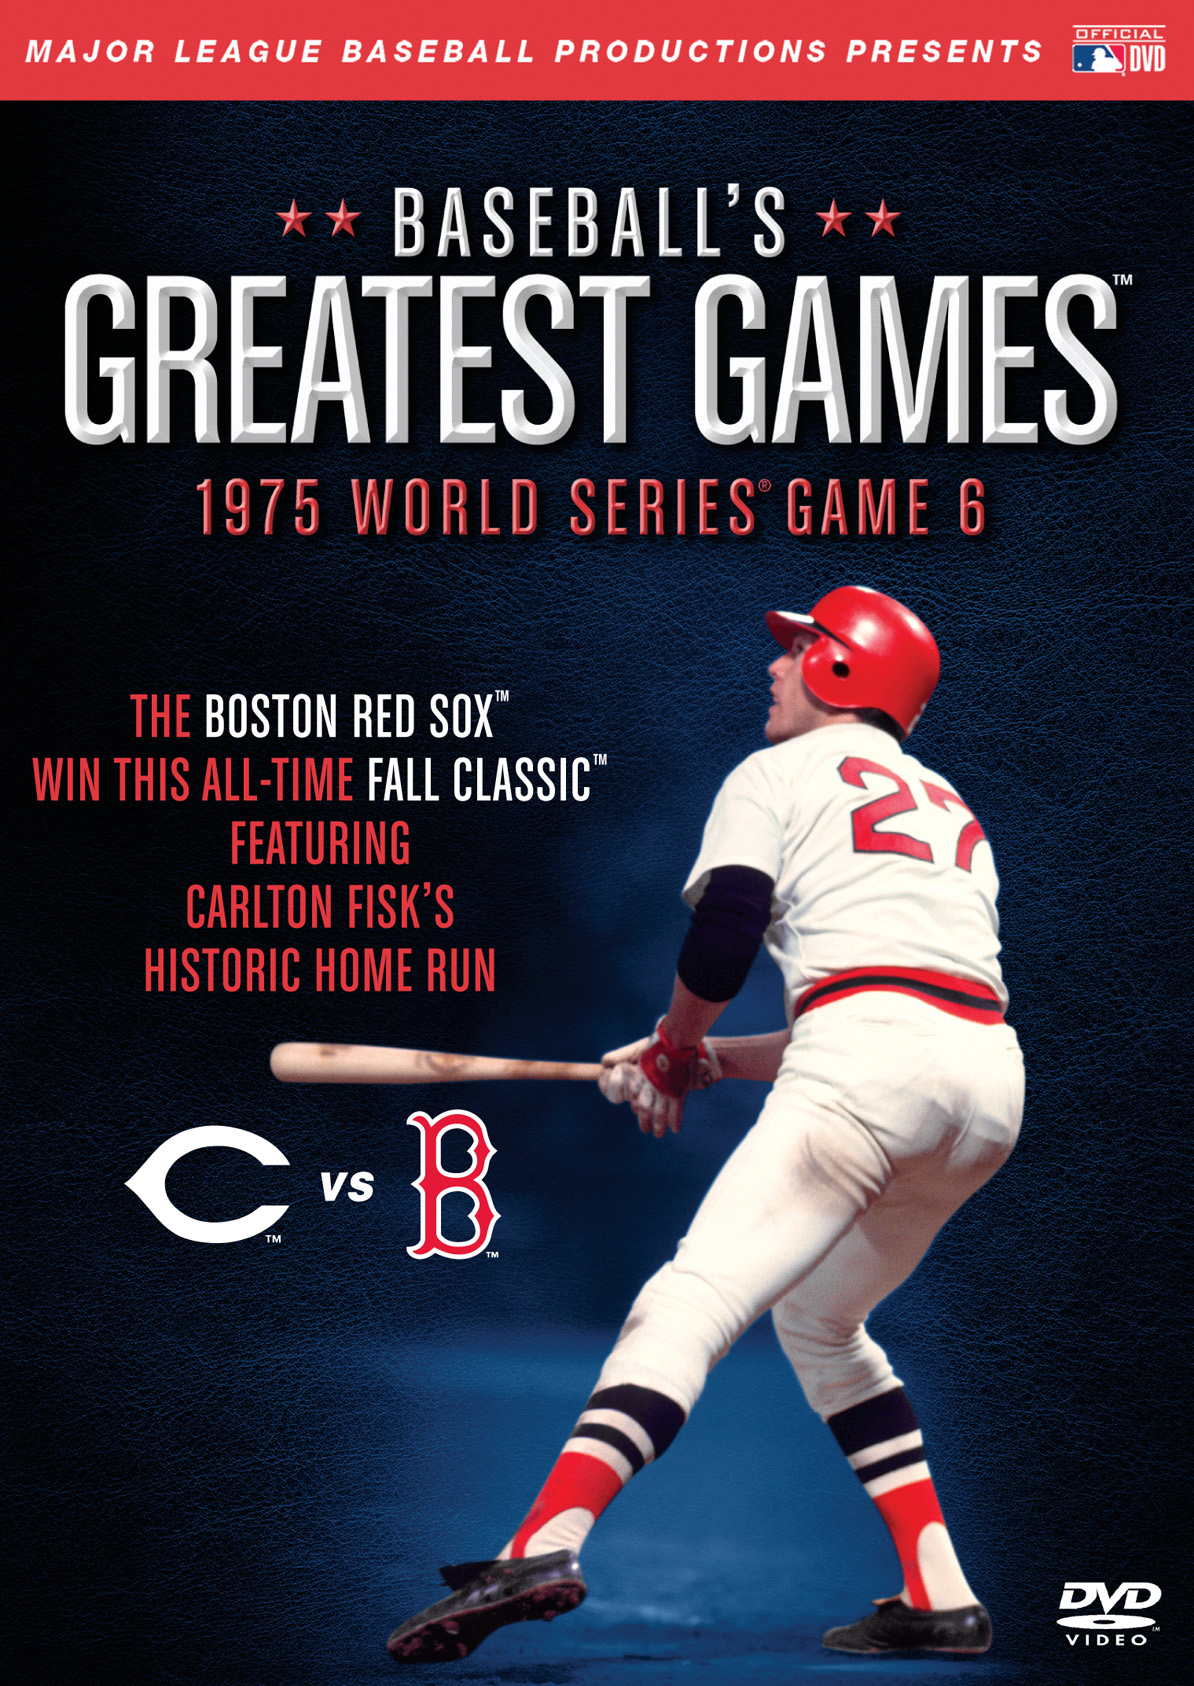 MAJOR LEAGUE BASEBALL PRODUCTIONS PRESENTS
OFFICIAL
DVD
BASEBALL'S
GREATEST GAMES™
1975 WORLD SERIES® GAME 6
THE BOSTON RED SOX™
WIN THIS ALL-TIME FALL CLASSIC™
FEATURING
CARLTON FISK'S
HISTORIC HOME RUN
27
C™ vs B™
DVD
VIDEO